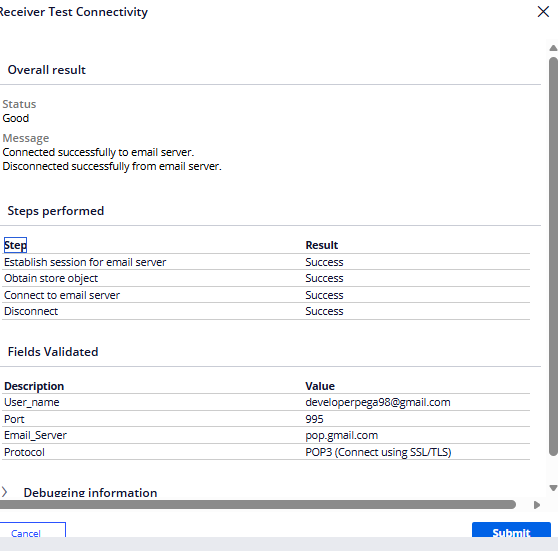 Receiver Test Connectivity
Overall result
Status
Good
Message
Connected successfully to email server.
Disconnected successfully from email server.
Steps performed
Step Result
Establish session for email server Success
Obtain store object Success
Connect to email server Success
Disconnect Success
Fields Validated
Description Value
User_name developerpega98@gmail.com
Port 995
Email_Server pop.gmail.com
Protocol POP3 (Connect using SSL/TLS)
Debugging information
Cancel Submit